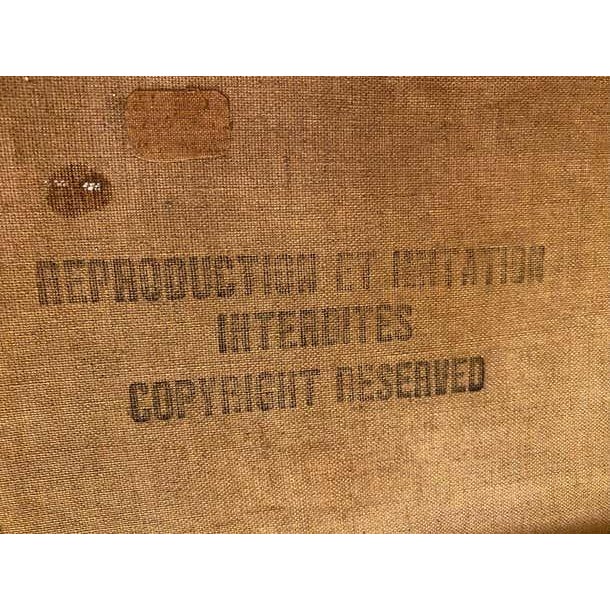 REPRODUCTION ET IMITATION
INTERDITES
COPYRIGHT RESERVED